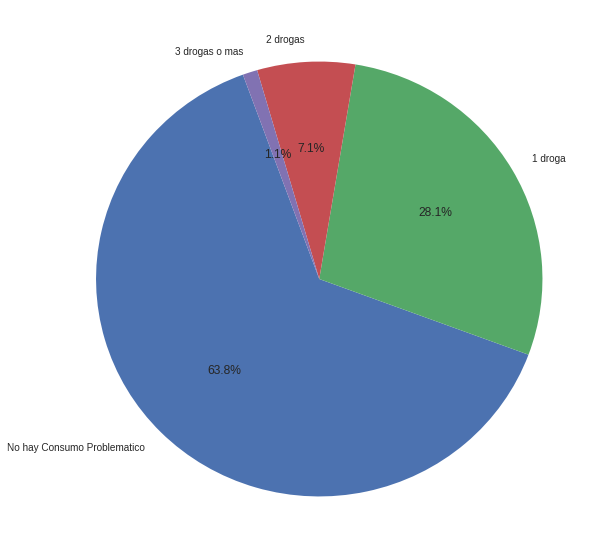 2 drogas
3 drogas o mas
7.1%
1.1%
1 droga
28.1%
63.8%
No hay Consumo Problematico